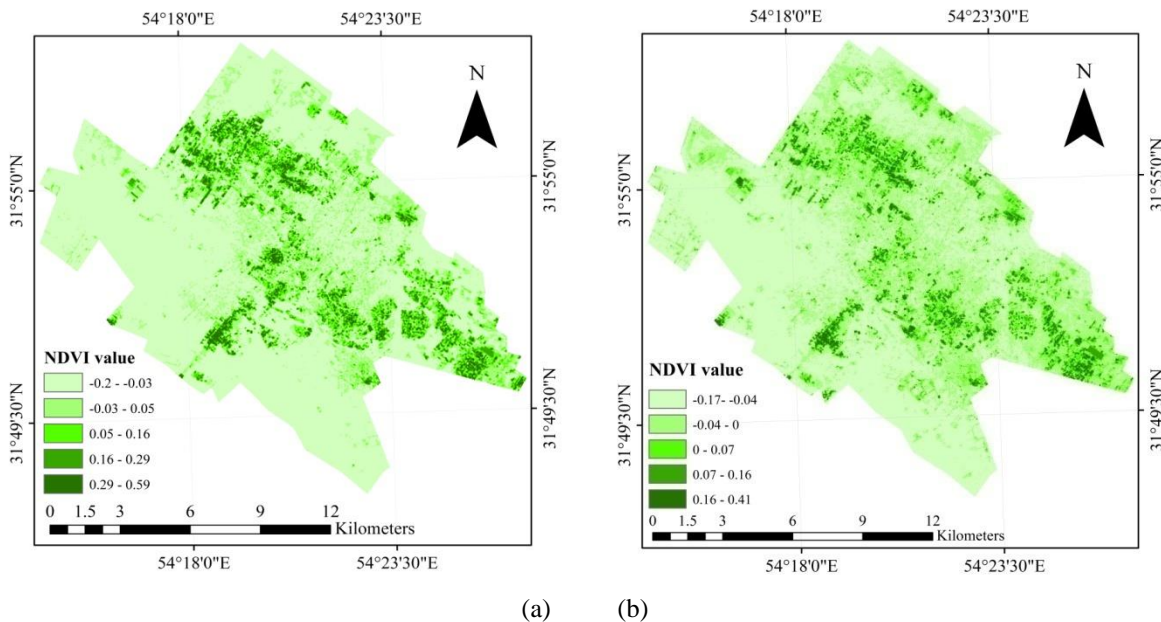 54°18'0"E 54°23'30"E 54°18'0"E 54°23'30"E
N N
31°55'0"N 31°55'0"N 31°55'0"N 31°55'0"N
31°49'30"N 31°49'30"N 31°49'30"N 31°49'30"N
NDVI value
-0.2 - -0.03
-0.03 - 0.05
0.05 - 0.16
0.16 - 0.29
0.29 - 0.59
0 1.5 3 6 9 12
Kilometers
NDVI value
-0.17- -0.04
-0.04 - 0
0 - 0.07
0.07 - 0.16
0.16 - 0.41
0 1.5 3 6 9 12
Kilometers
54°18'0"E 54°23'30"E 54°18'0"E 54°23'30"E
(a) (b)